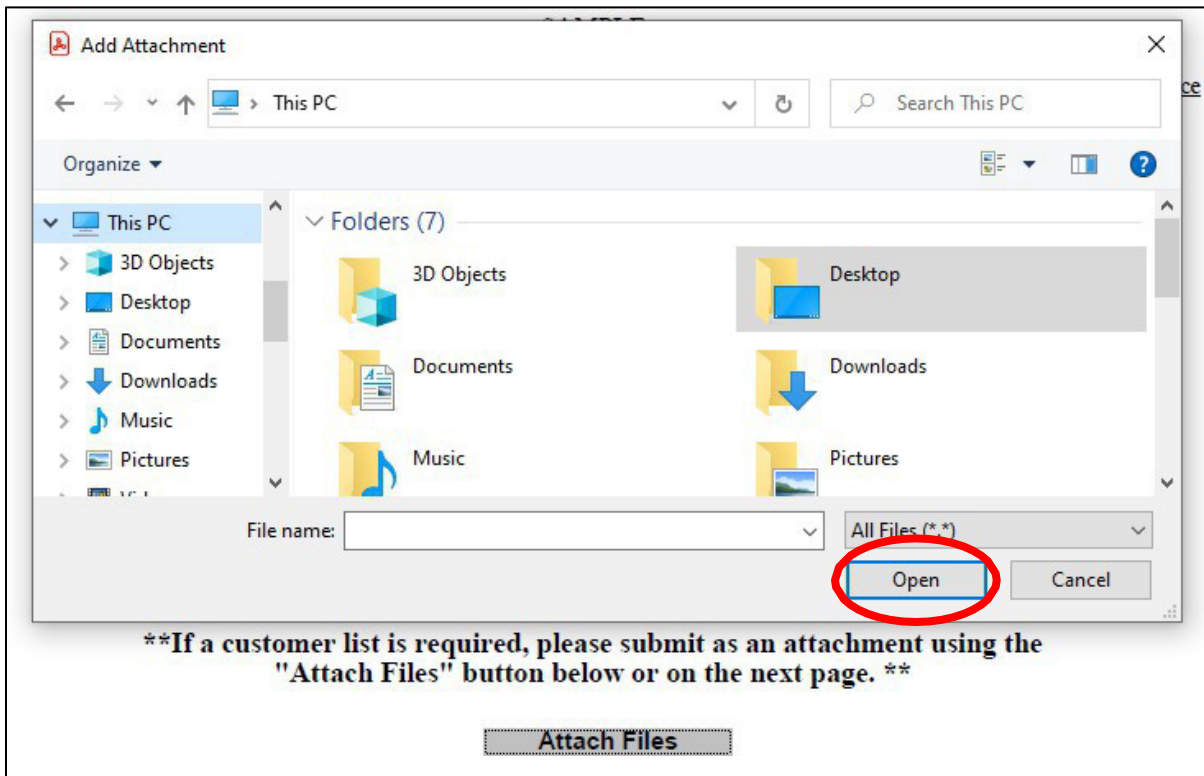 Add Attachment
This PC
Search This PC
ce
Organize
This PC
3D Objects
Desktop
Documents
Downloads
Music
Pictures
Folders (7)
3D Objects
Desktop
Documents
Downloads
Music
Pictures
File name:
All Files (*.*)
Open
Cancel
**If a customer list is required, please submit as an attachment using the
"Attach Files" button below or on the next page. **
Attach Files